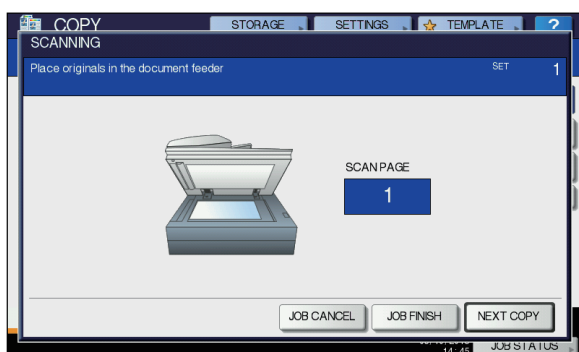 COPY STORAGE SETTINGS TEMPLATE ?
SCANNING
Place originals in the document feeder SET 1
SCAN PAGE
1
JOB CANCEL JOB FINISH NEXT COPY
14:45 JOB STATUS